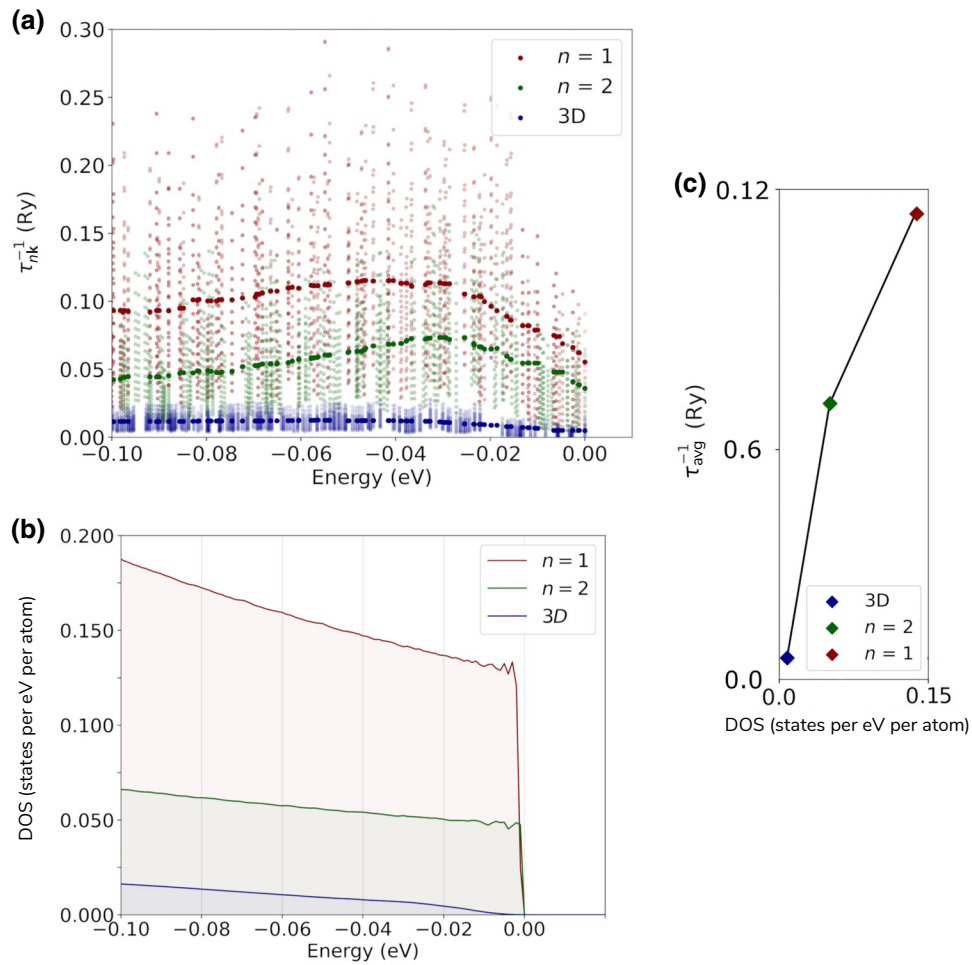 (a)
0.30
0.25
0.20
0.15
0.10
0.05
0.00
τ⁻¹ₙₖ (Ry)
n = 1
n = 2
3D
−0.10 −0.08 −0.06 −0.04 −0.02 0.00
Energy (eV)
(b)
0.200
0.150
0.100
0.050
0.000
DOS (states per eV per atom)
n = 1
n = 2
3D
−0.10 −0.08 −0.06 −0.04 −0.02 0.00
Energy (eV)
(c)
0.12
0.6
0.0
τ⁻¹avg (Ry)
3D
n = 2
n = 1
0.0 0.15
DOS (states per eV per atom)